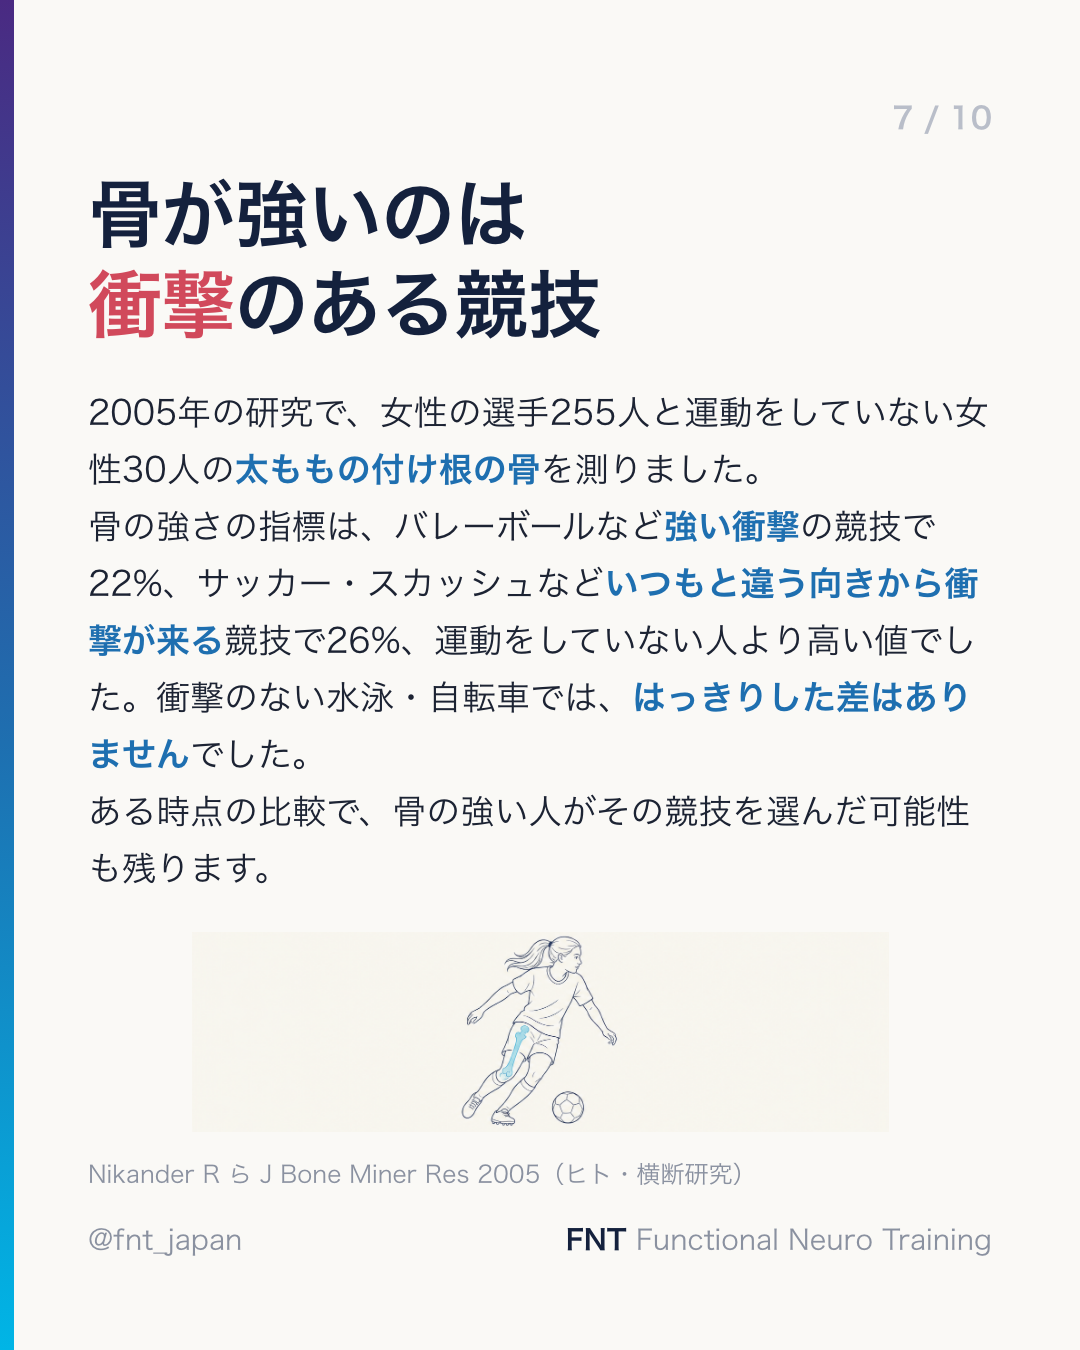 7 / 10
骨が強いのは
衝撃のある競技
2005年の研究で、女性の選手255人と運動をしていない女
性30人の太ももの付け根の骨を測りました。
骨の強さの指標は、バレーボールなど強い衝撃の競技で
22%、サッカー・スカッシュなどいつもと違う向きから衝
撃が来る競技で26%、運動をしていない人より高い値でし
た。衝撃のない水泳・自転車では、はっきりした差はあり
ませんでした。
ある時点の比較で、骨の強い人がその競技を選んだ可能性
も残ります。
Nikander R ら J Bone Miner Res 2005（ヒト・横断研究）
@fnt_japan
FNT Functional Neuro Training